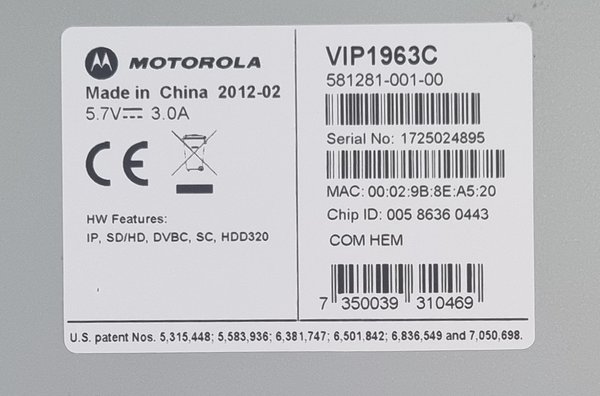 MOTOROLA
Made in China 2012-02
5.7V⎓ 3.0A
CE
HW Features:
IP, SD/HD, DVBC, SC, HDD320
VIP1963C
581281-001-00
Serial No: 1725024895
MAC: 00:02:9B:8E:A5:20
Chip ID: 005 8636 0443
COM HEM
7 350039 310469
U.S. patent Nos. 5,315,448; 5,583,936; 6,381,747; 6,501,842; 6,836,549 and 7,050,698.